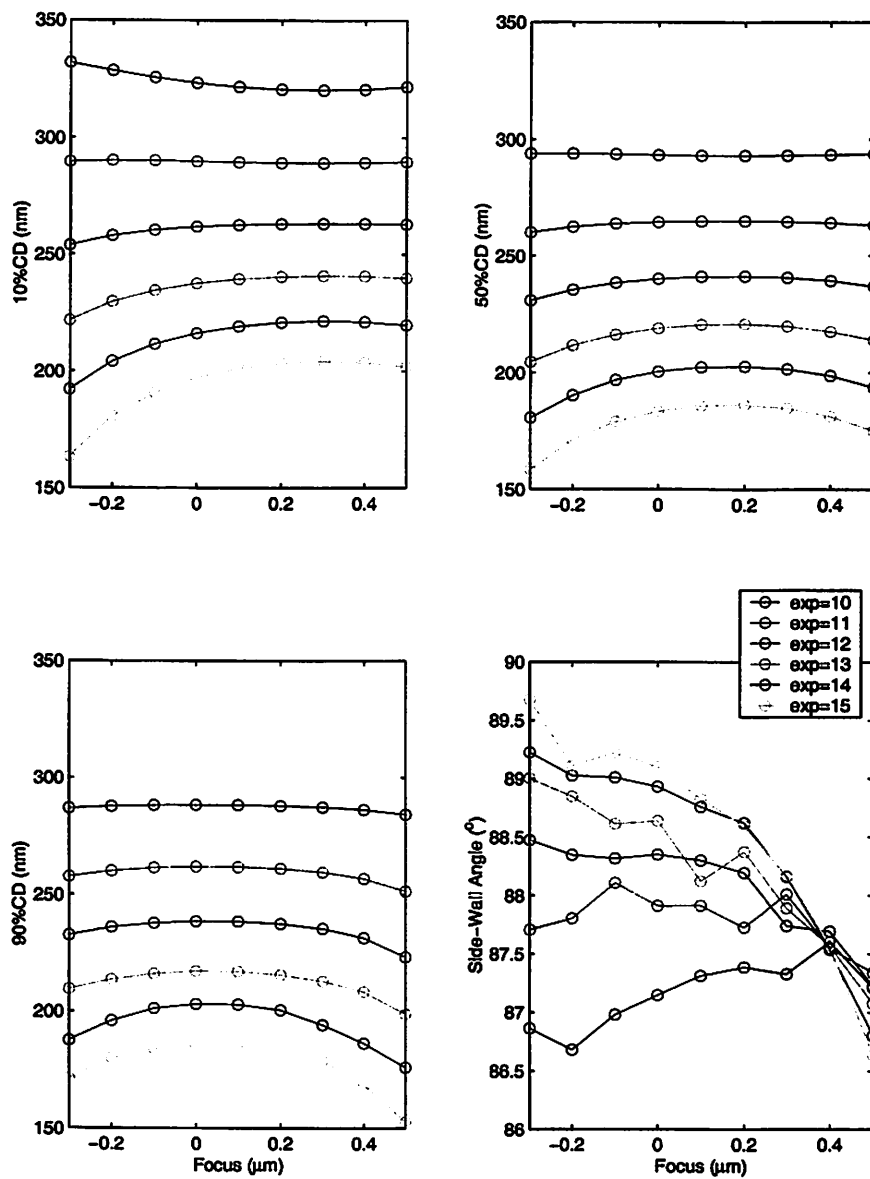 350
300
250
200
150
10%CD (nm)
−0.2 0 0.2 0.4
350
300
250
200
150
50%CD (nm)
−0.2 0 0.2 0.4
350
300
250
200
150
90%CD (nm)
−0.2 0 0.2 0.4
Focus (μm)
exp=10
exp=11
exp=12
exp=13
exp=14
exp=15
90
89.5
89
88.5
88
87.5
87
86.5
86
Side−Wall Angle (º)
−0.2 0 0.2 0.4
Focus (μm)